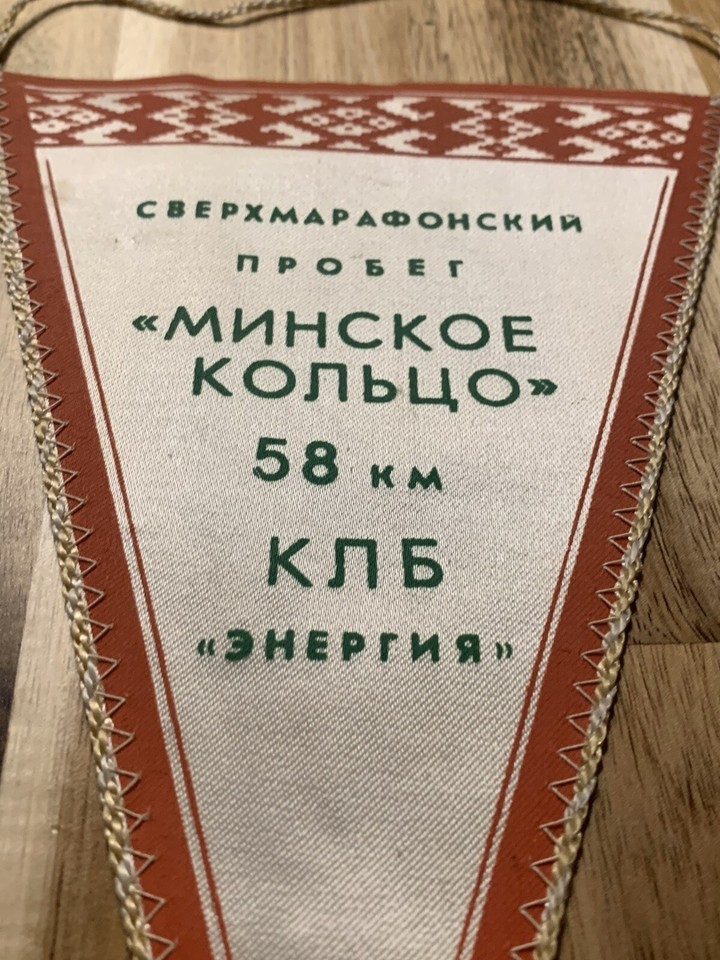 СВЕРХМАРАФОНСКИЙ
ПРОБЕГ
«МИНСКОЕ
КОЛЬЦО»
58 км
КЛБ
«ЭНЕРГИЯ»